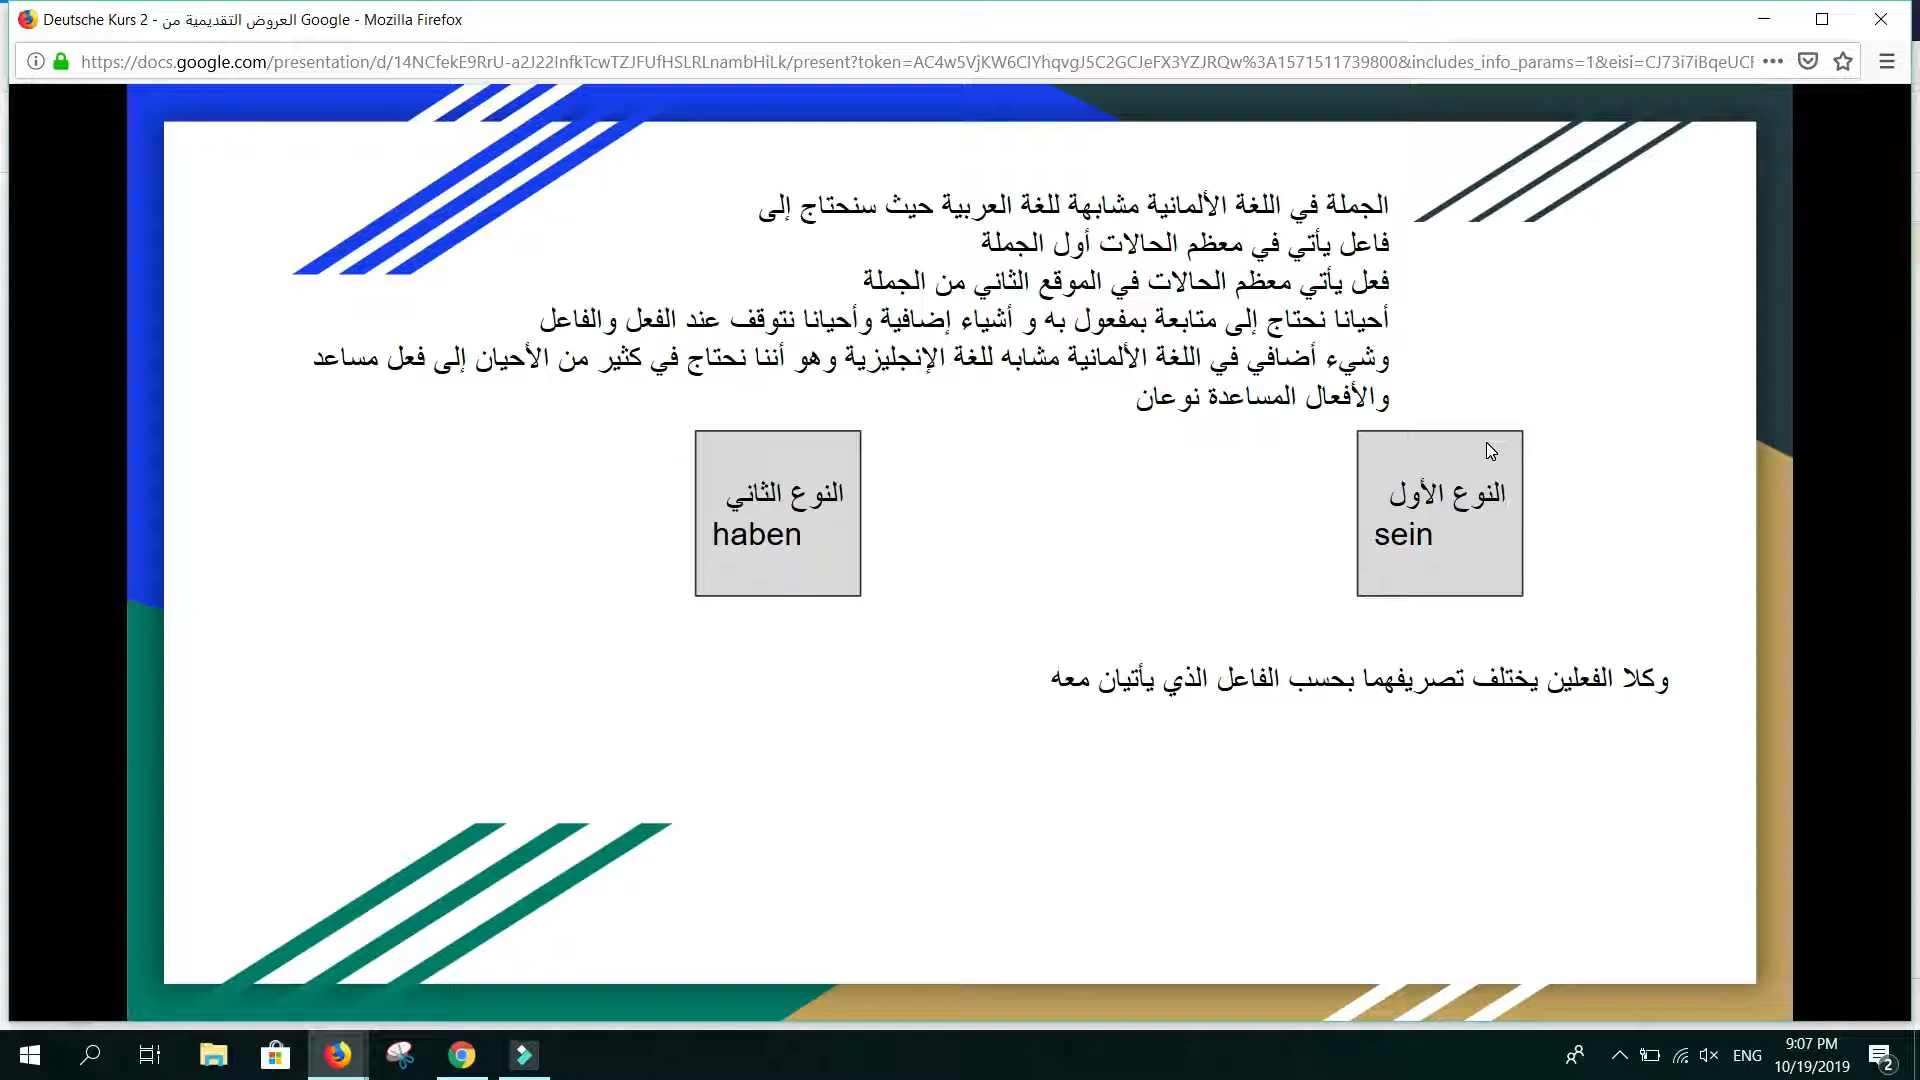 Deutsche Kurs 2 - العروض التقديمية من Google - Mozilla Firefox
https://docs.google.com/presentation/d/14NCfekE9RrU-a2J22InfkTcwTZJFUfHSLRLnambHiLk/present?token=AC4w5VjKW6CIYhqvgJ5C2GCJeFX3YZJRQw%3A1571511739800&includes_info_params=1&eisi=CJ73i7iBqeUCF
الجملة في اللغة الألمانية مشابهة للغة العربية حيث سنحتاج إلى
فاعل يأتي في معظم الحالات أول الجملة
فعل يأتي معظم الحالات في الموقع الثاني من الجملة
أحيانا نحتاج إلى متابعة بمفعول به و أشياء إضافية وأحيانا نتوقف عند الفعل والفاعل
وشيء أضافي في اللغة الألمانية مشابه للغة الإنجليزية وهو أننا نحتاج في كثير من الأحيان إلى فعل مساعد
والأفعال المساعدة نوعان
النوع الأول
sein
النوع الثاني
haben
وكلا الفعلين يختلف تصريفهما بحسب الفاعل الذي يأتيان معه
ENG
9:07 PM
10/19/2019
2